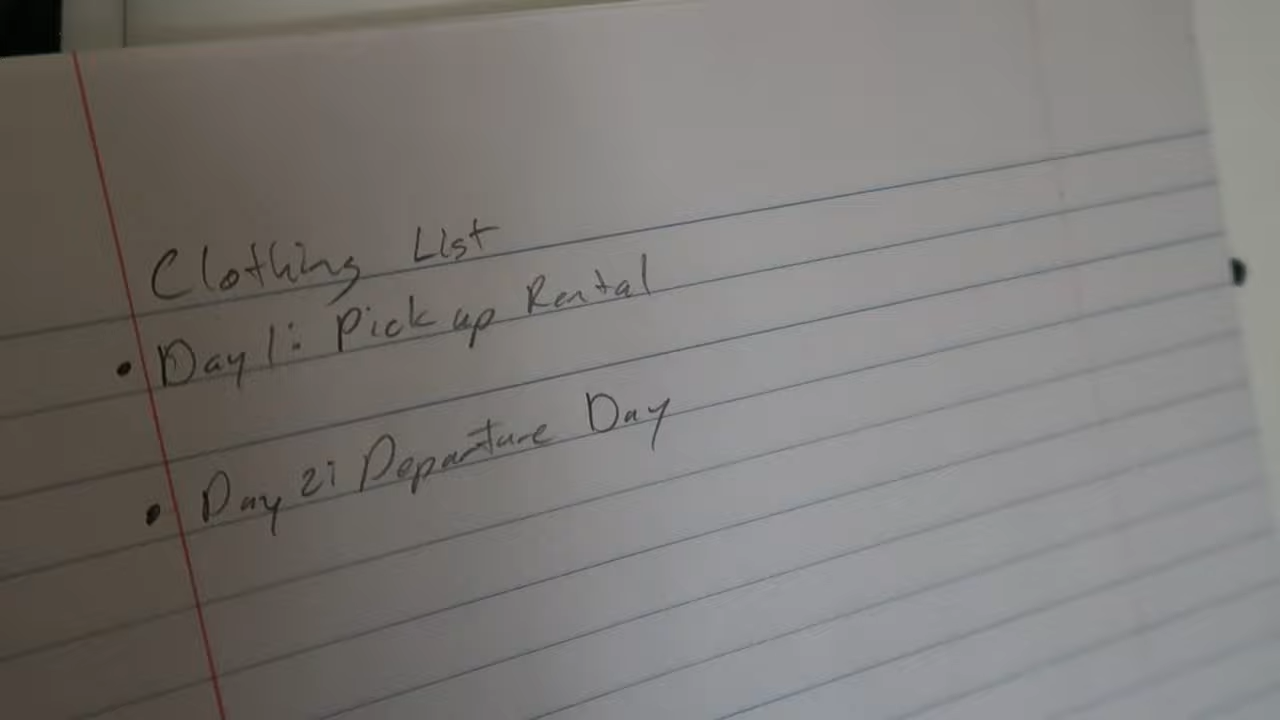 Clothing List
• Day 1: Pick up Rental
• Day 2: Departure Day